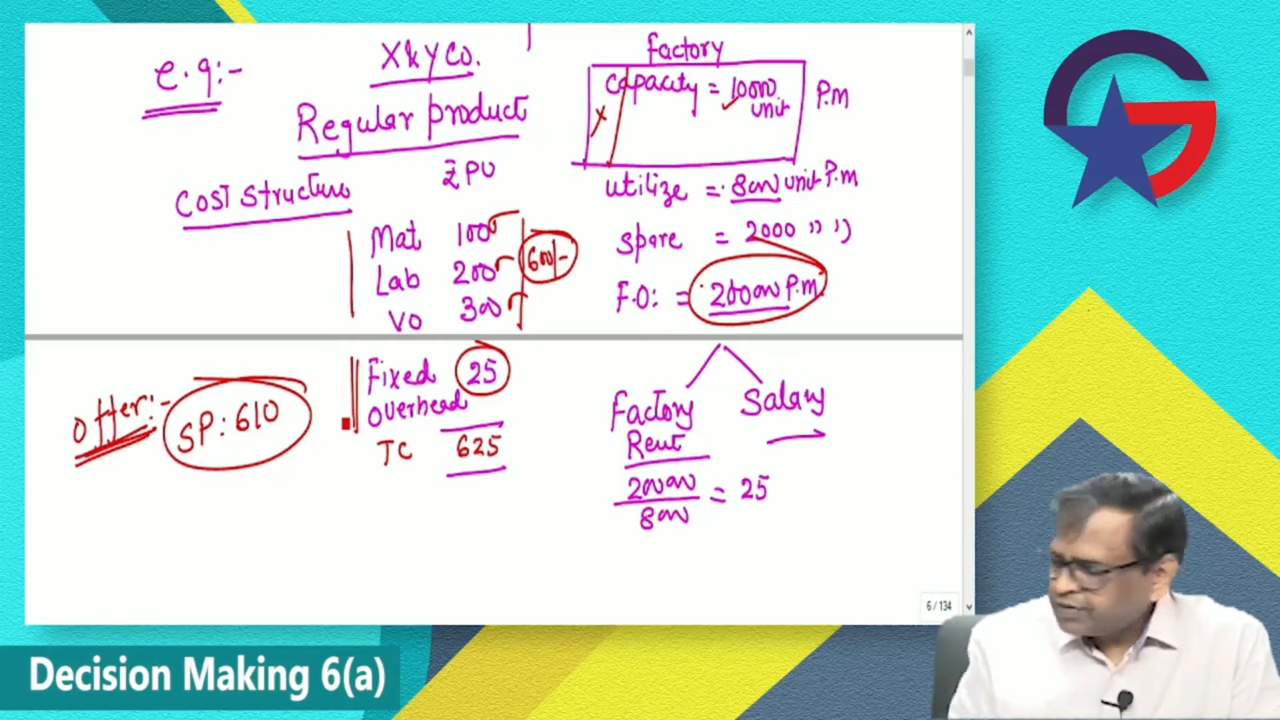 e.g:-
X & Y Co.
Regular product
Cost Structure
₹ PU
Mat 100
Lab 200
VO 300
600/-
Fixed 25
Overhead
TC 625
Offer:-
SP: 610
Factory
Capacity = 10000 unit P.m
X
Utilize = 8000 unit P.m
Spare = 2000 " "
F.O: = 200000 P.m
Factory Rent
Salary
200000/8000 = 25
6 / 134
Decision Making 6(a)